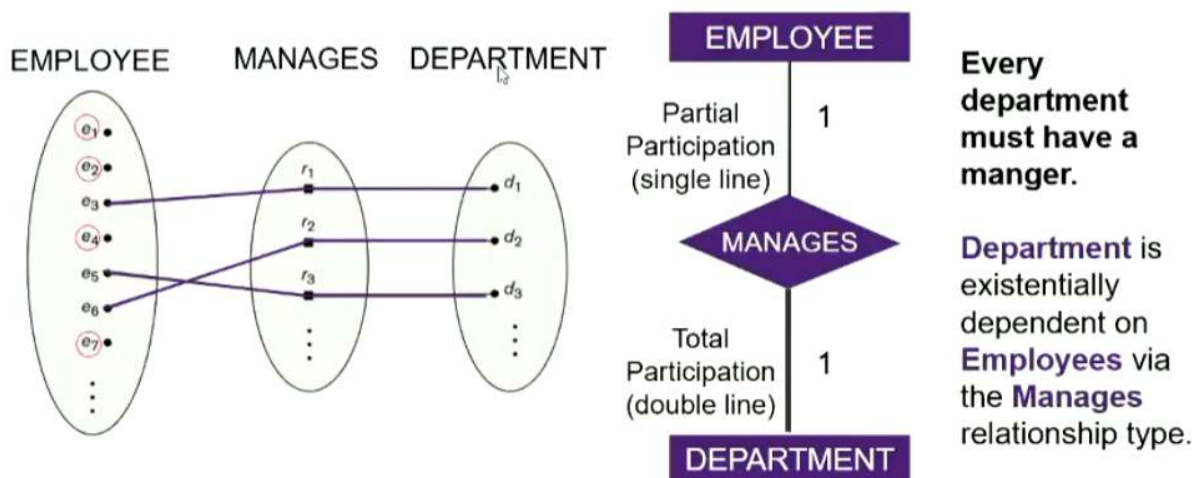 EMPLOYEE
MANAGES
DEPARTMENT
e1
e2
e3
e4
e5
e6
e7
r1
r2
r3
d1
d2
d3
EMPLOYEE
Partial
Participation
(single line)
1
MANAGES
Total
Participation
(double line)
1
DEPARTMENT
Every
department
must have a
manger.
Department is
existentially
dependent on
Employees via
the Manages
relationship type.